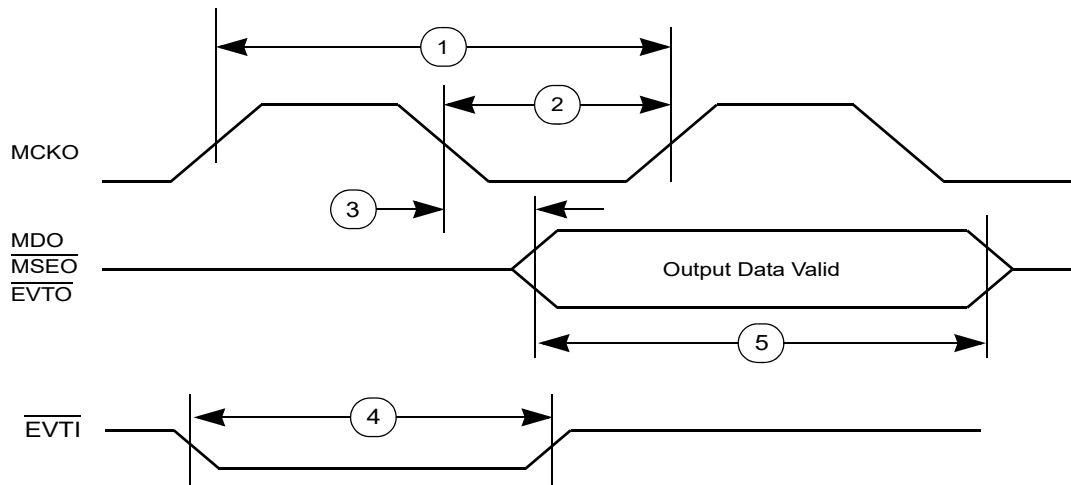 1
2
MCKO
3
MDO
MSEO
EVTO
Output Data Valid
5
4
EVTI